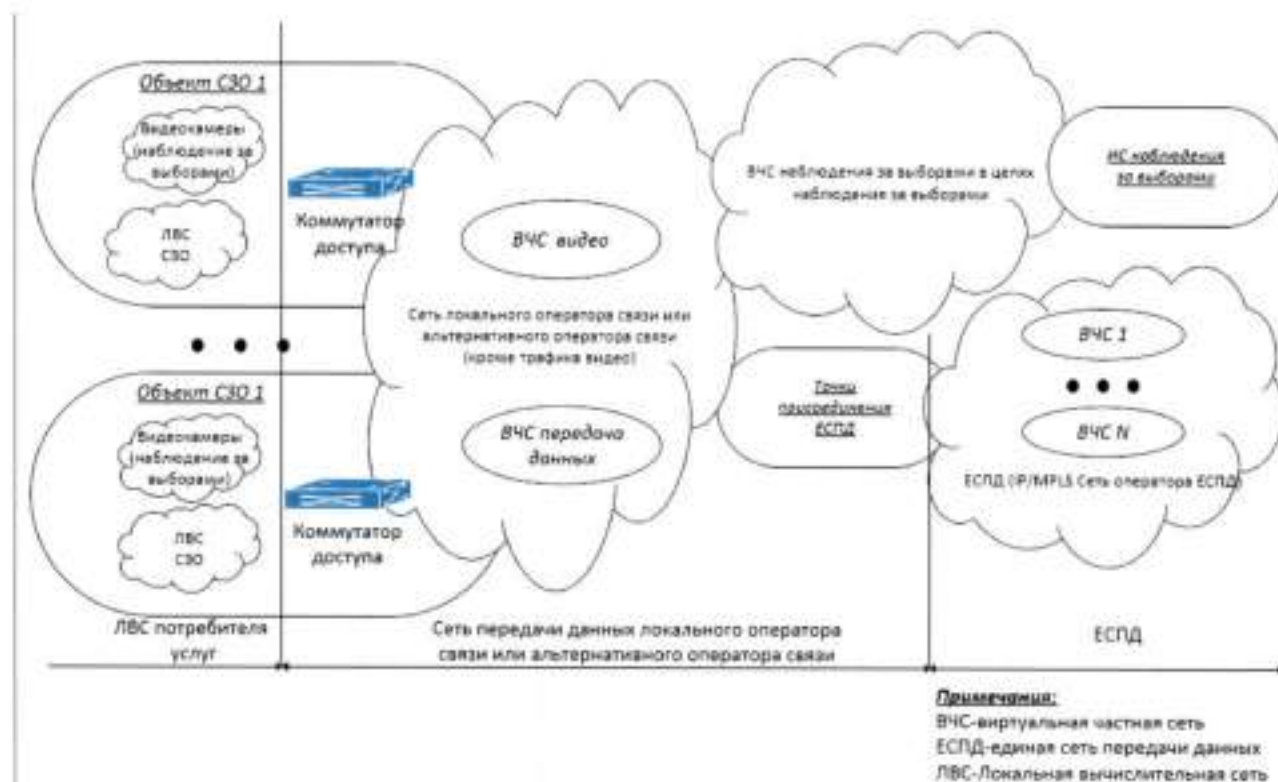 Объект СЗО 1
Видеокамеры
(наблюдение за
выборами)
ЛВС
СЗО
Коммутатор
доступа
ВЧС видео
Сеть локального оператора связи или
альтернативного оператора связи
(кроме трафика видео)
ВЧС передача
данных
ВЧС наблюдения за выборами в целях
наблюдение за выборами
ИС наблюдения
за выборами
Точки
присоединения
ЕСПД
ВЧС 1
ВЧС N
ЕСПД (IP/MPLS Сеть оператора ЕСПД)
Объект СЗО 1
Видеокамеры
(наблюдение за
выборами)
ЛВС
СЗО
Коммутатор
доступа
ЛВС потребителя
услуг
Сеть передачи данных локального оператора
связи или альтернативного оператора связи
ЕСПД
Примечания:
ВЧС-виртуальная частная сеть
ЕСПД-единая сеть передачи данных
ЛВС-Локальная вычислительная сеть